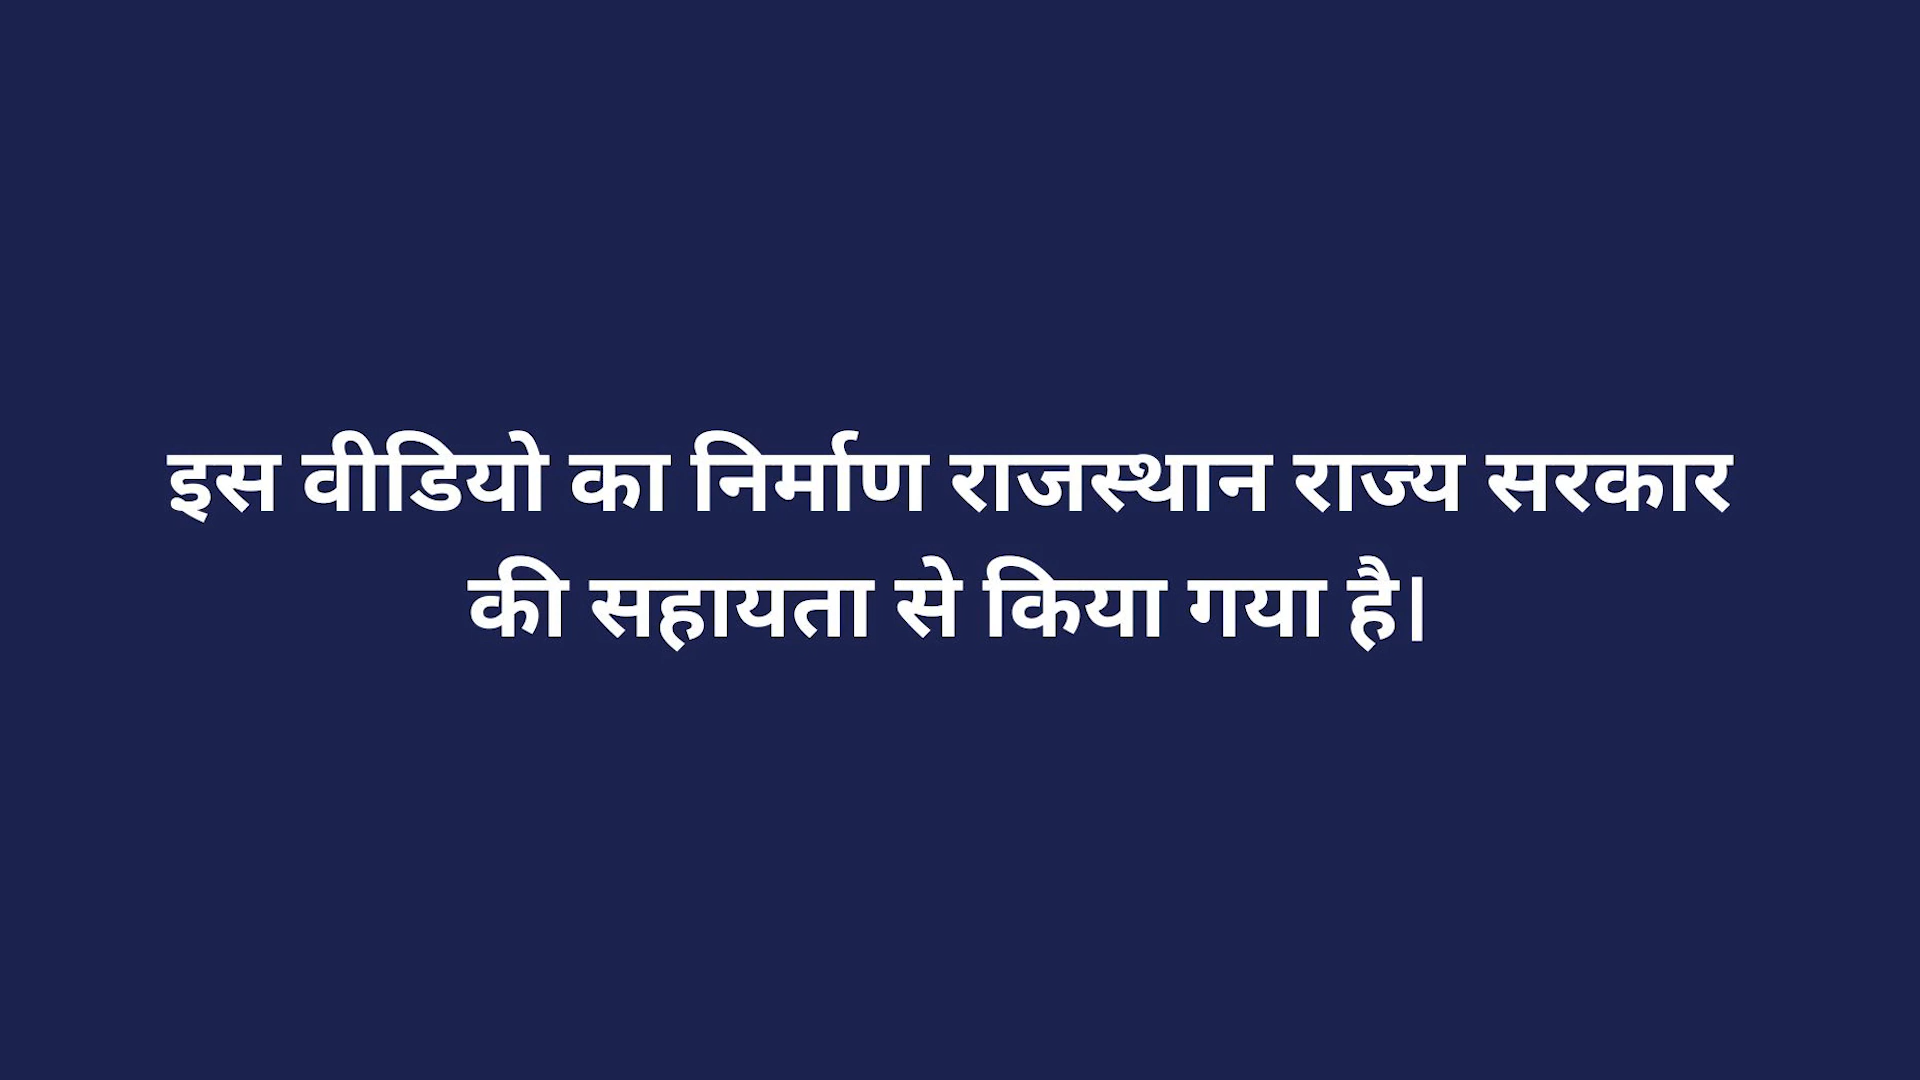 इस वीडियो का निर्माण राजस्थान राज्य सरकार
की सहायता से किया गया है।